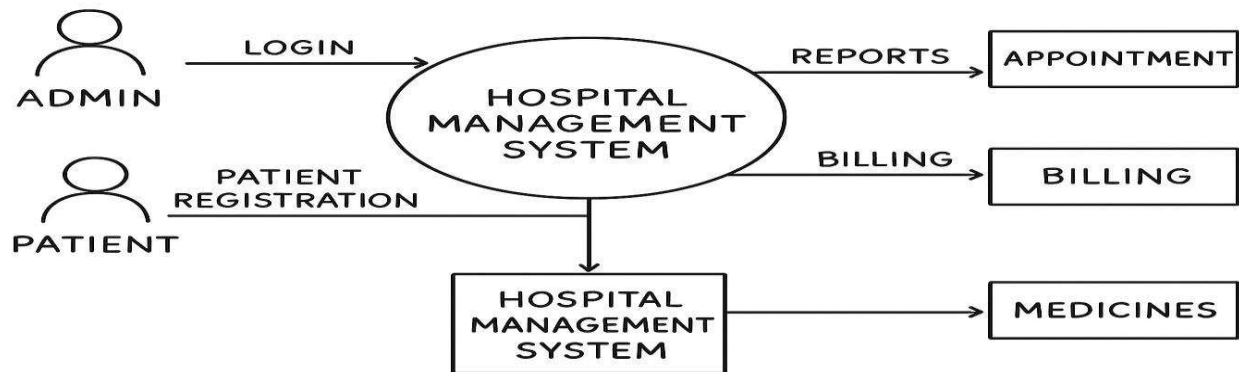 ADMIN
LOGIN
HOSPITAL
MANAGEMENT
SYSTEM
REPORTS
APPOINTMENT
PATIENT
PATIENT
REGISTRATION
BILLING
BILLING
HOSPITAL
MANAGEMENT
SYSTEM
MEDICINES